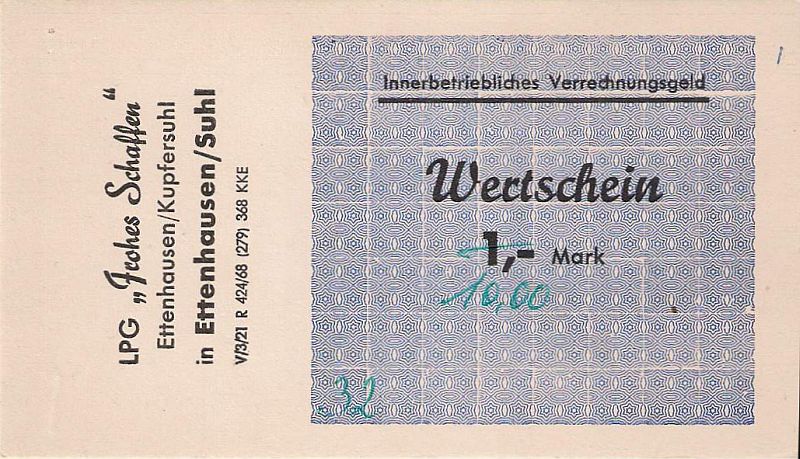 LPG „Frohes Schaffen“
Ettenhausen/Kupfersuhl
in Ettenhausen/Suhl
V/3/21 R 424/68 (279) 368 KKE
Innerbetriebliches Verrechnungsgeld
Wertschein
1,- Mark
10,00
32